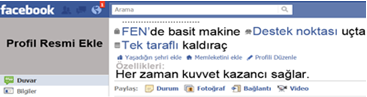 facebook
1
Arama
Profil Resmi Ekle
.......................
FEN'de basit makine Destek noktası uçta
Tek taraflı kaldıraç
Yaşadığın şehri ekle Memleketini ekle Profili Düzenle
Özellikleri:
Her zaman kuvvet kazancı sağlar.
Duvar
Bilgiler
Paylaş: Durum Fotoğraf Bağlantı Video